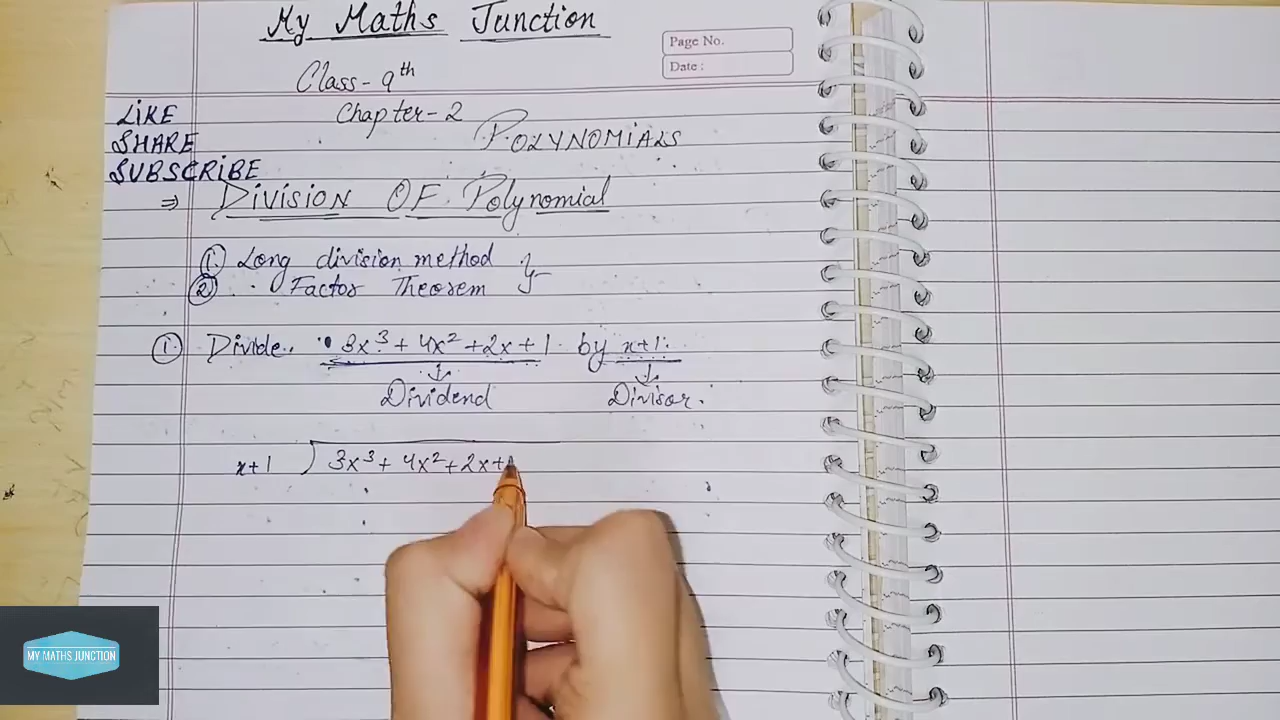 My Maths Junction
Page No.
Date :
Class - 9th
Chapter - 2
LIKE
SHARE
SUBSCRIBE
POLYNOMIALS
⇒ Division OF Polynomial
① Long division method
② Factor Theorem
① Divide 3x³ + 4x² + 2x + 1 by x+1.
Dividend
Divisor.
x+1 ) 3x³ + 4x² + 2x +
MY MATHS JUNCTION